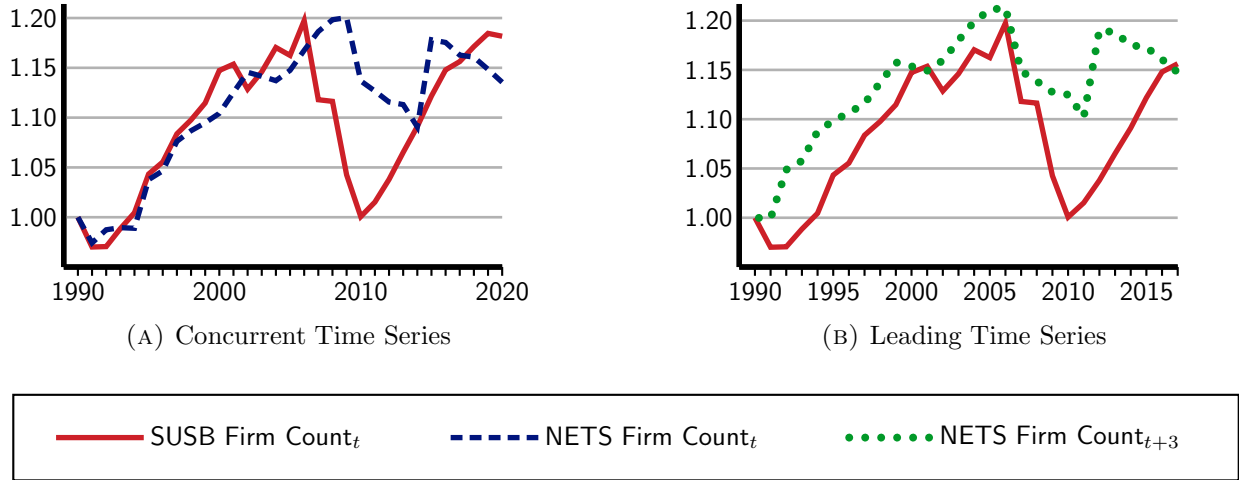 1.20
1.15
1.10
1.05
1.00
1990 2000 2010 2020
(A) Concurrent Time Series
1.20
1.15
1.10
1.05
1.00
1990 1995 2000 2005 2010 2015
(B) Leading Time Series
SUSB Firm Count_t NETS Firm Count_t NETS Firm Count_{t+3}